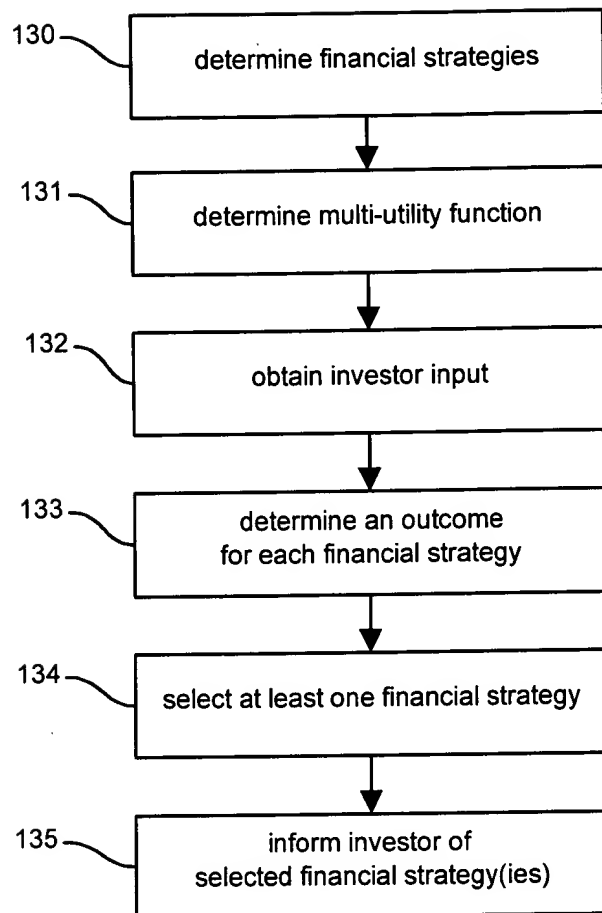 130
determine financial strategies
131
determine multi-utility function
132
obtain investor input
133
determine an outcome
for each financial strategy
134
select at least one financial strategy
135
inform investor of
selected financial strategy(ies)